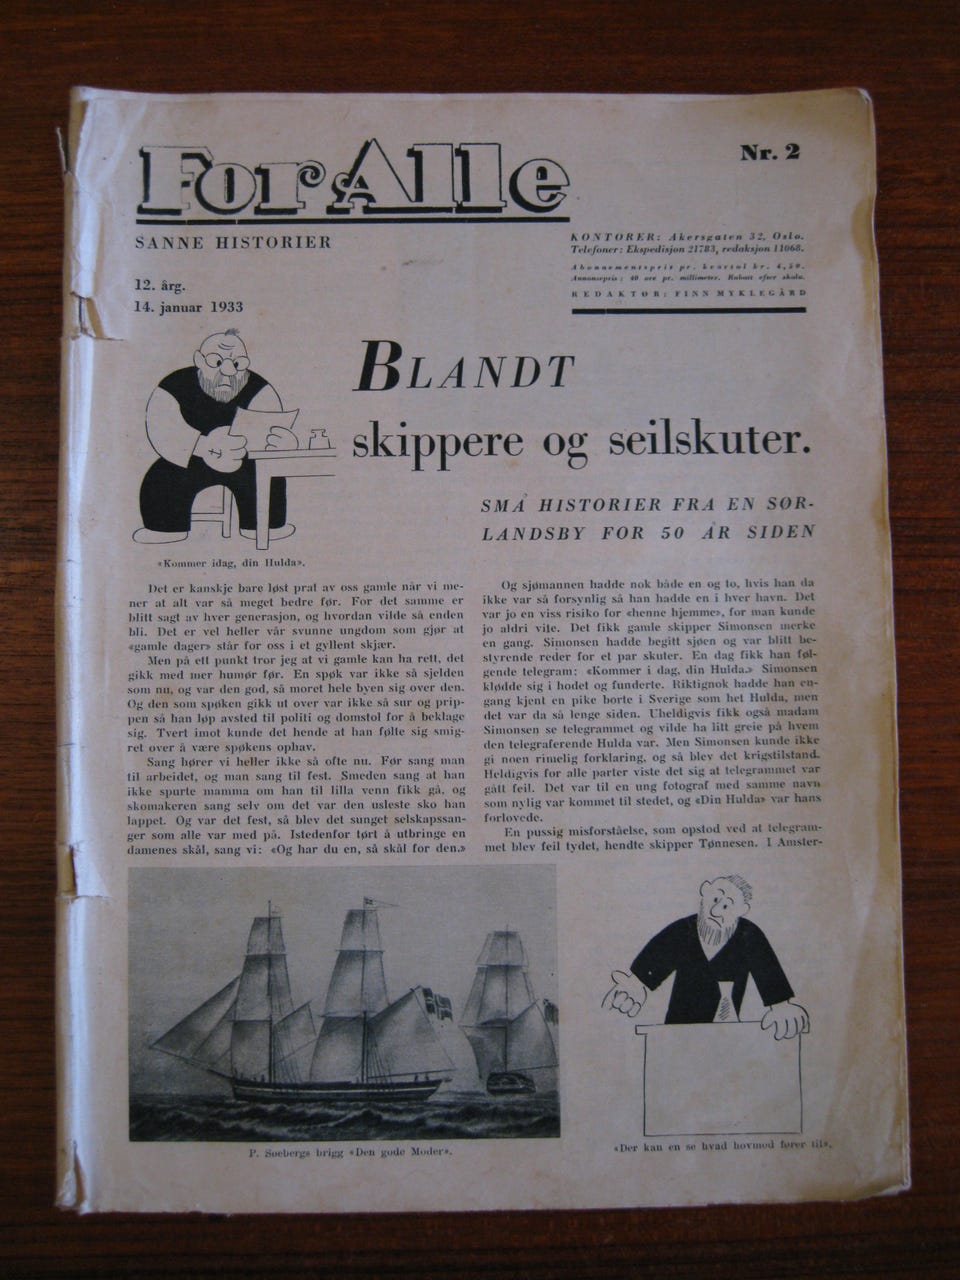 For Alle
Nr. 2
SANNE HISTORIER
KONTORER: Akersgaten 32, Oslo.
Telefoner: Ekspedisjon 21783, redaksjon 11068.
Abonnementspris pr. kvartal kr. 4,50.
Annonsepris: 40 øre pr. millimeter. Rabatt efter skala.
REDAKTØR: FINN MYKLEGÅRD
12. årg.
14. januar 1933
BLANDT
skippere og seilskuter.
SMÅ HISTORIER FRA EN SØR-
LANDSBY FOR 50 ÅR SIDEN
«Kommer idag, din Hulda».
Det er kanskje bare løst prat av oss gamle når vi me-
ner at alt var så meget bedre før. For det samme er
blitt sagt av hver generasjon, og hvordan vilde så enden
bli. Det er vel heller vår svunne ungdom som gjør at
«gamle dager» står for oss i et gyllent skjær.
Men på ett punkt tror jeg at vi gamle kan ha rett, det
gikk med mer humør før. En spøk var ikke så sjelden
som nu, og var den god, så moret hele byen sig over den.
Og den som spøken gikk ut over var ikke så sur og prip-
pen så han løp avsted til politi og domstol for å beklage
sig. Tvert imot kunde det hende at han følte sig smig-
ret over å være spøkens ophav.
Sang hører vi heller ikke så ofte nu. Før sang man
til arbeidet, og man sang til fest. Smeden sang at han
ikke spurte mamma om han til lilla venn fikk gå, og
skomakeren sang selv om det var den usleste sko han
lappet. Og var det fest, så blev det sunget selskapssan-
ger som alle var med på. Istedenfor tørt å utbringe en
damenes skål, sang vi: «Og har du en, så skål for den.»
Og sjømannen hadde nok både en og to, hvis han da
ikke var så forsynlig så han hadde en i hver havn. Det
var jo en viss risiko for «henne hjemme», for man kunde
jo aldri vite. Det fikk gamle skipper Simonsen merke
en gang. Simonsen hadde begitt sjøen og var blitt be-
styrende reder for et par skuter. En dag fikk han føl-
gende telegram: «Kommer i dag, din Hulda.» Simonsen
klødde sig i hodet og funderte. Riktignok hadde han en-
gang kjent en pike borte i Sverige som het Hulda, men
det var da så lenge siden. Uheldigvis fikk også madam
Simonsen se telegrammet og vilde ha litt greie på hvem
den telegraferende Hulda var. Men Simonsen kunde ikke
gi noen rimelig forklaring, og så blev det krigstilstand.
Heldigvis for alle parter viste det sig at telegrammet var
gått feil. Det var til en ung fotograf med samme navn
som nylig var kommet til stedet, og «Din Hulda» var hans
forlovede.
En pussig misforståelse, som opstod ved at telegram-
met blev feil tydet, hendte skipper Tønnesen. I Amster-
P. Soebergs brigg «Den gode Moder».
«Der kan en se hvad hovmod fører til».